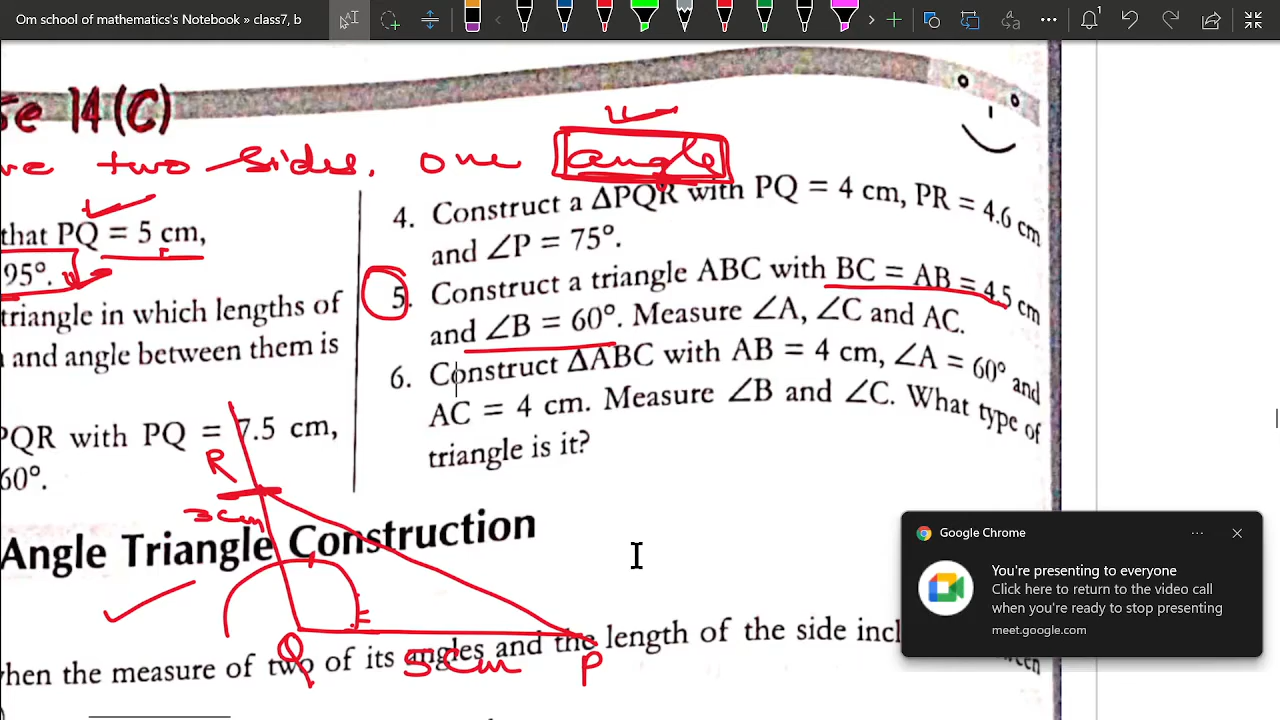 Om school of mathematics's Notebook » class7, b
se 14(C)
ve two sides, one angle
that PQ = 5 cm,
95°.
triangle in which lengths of
and angle between them is
PQR with PQ = 7.5 cm,
60°.
4. Construct a ΔPQR with PQ = 4 cm, PR = 4.6 cm
and ∠P = 75°.
5. Construct a triangle ABC with BC = AB = 4.5 cm
and ∠B = 60°. Measure ∠A, ∠C and AC.
6. Construct ΔABC with AB = 4 cm, ∠A = 60° and
AC = 4 cm. Measure ∠B and ∠C. What type of
triangle is it?
R
3 cm
Angle Triangle Construction
Q
5 cm
P
when the measure of two of its angles and the length of the side incl
Google Chrome
You're presenting to everyone
Click here to return to the video call
when you're ready to stop presenting
meet.google.com